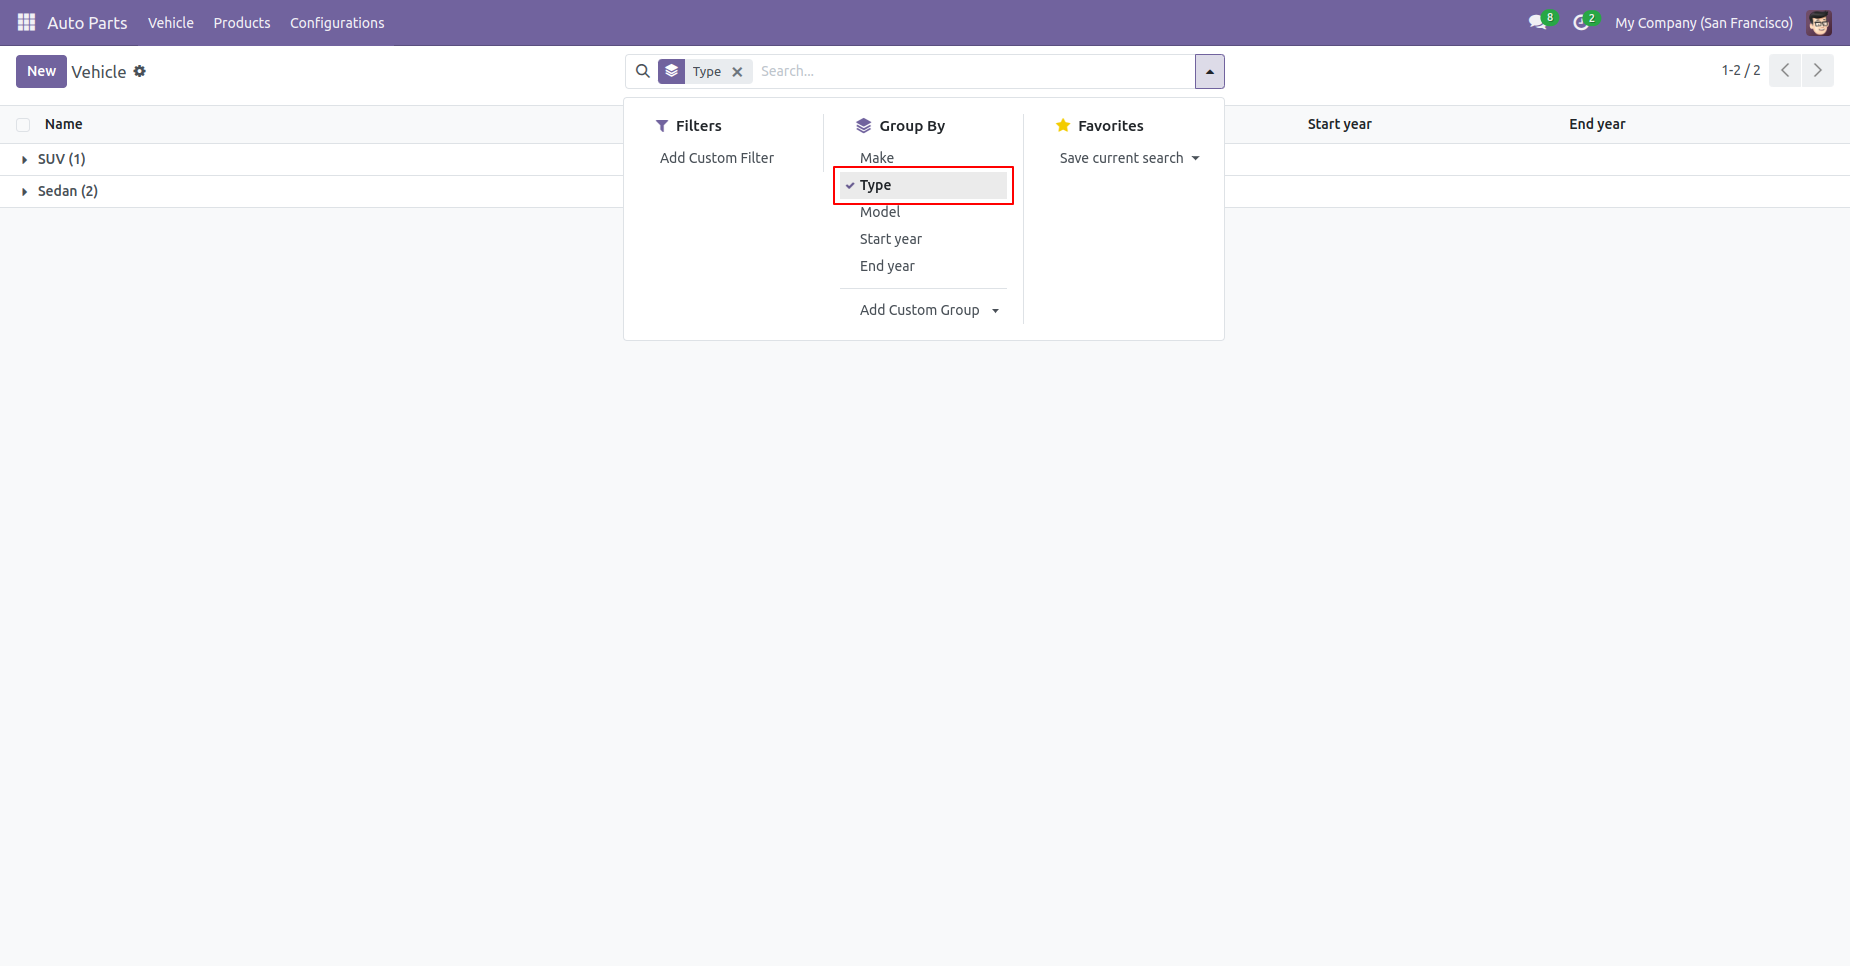 Auto Parts Vehicle Products Configurations 8 2 My Company (San Francisco)
New Vehicle Type Search... 1-2 / 2
Name Start year End year
SUV (1)
Sedan (2)
Filters
Add Custom Filter
Group By
Make
Type
Model
Start year
End year
Add Custom Group
Favorites
Save current search